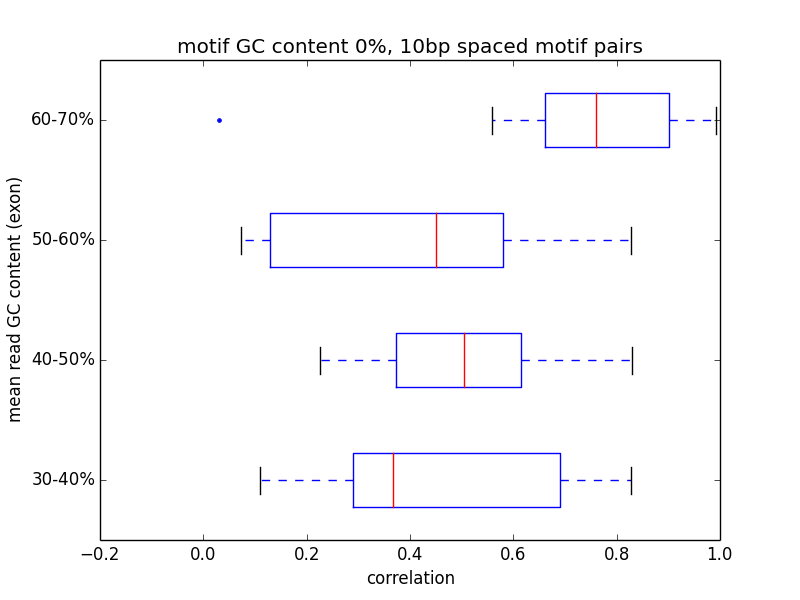 motif GC content 0%, 10bp spaced motif pairs
mean read GC content (exon)
60-70%
50-60%
40-50%
30-40%
−0.2 0.0 0.2 0.4 0.6 0.8 1.0
correlation